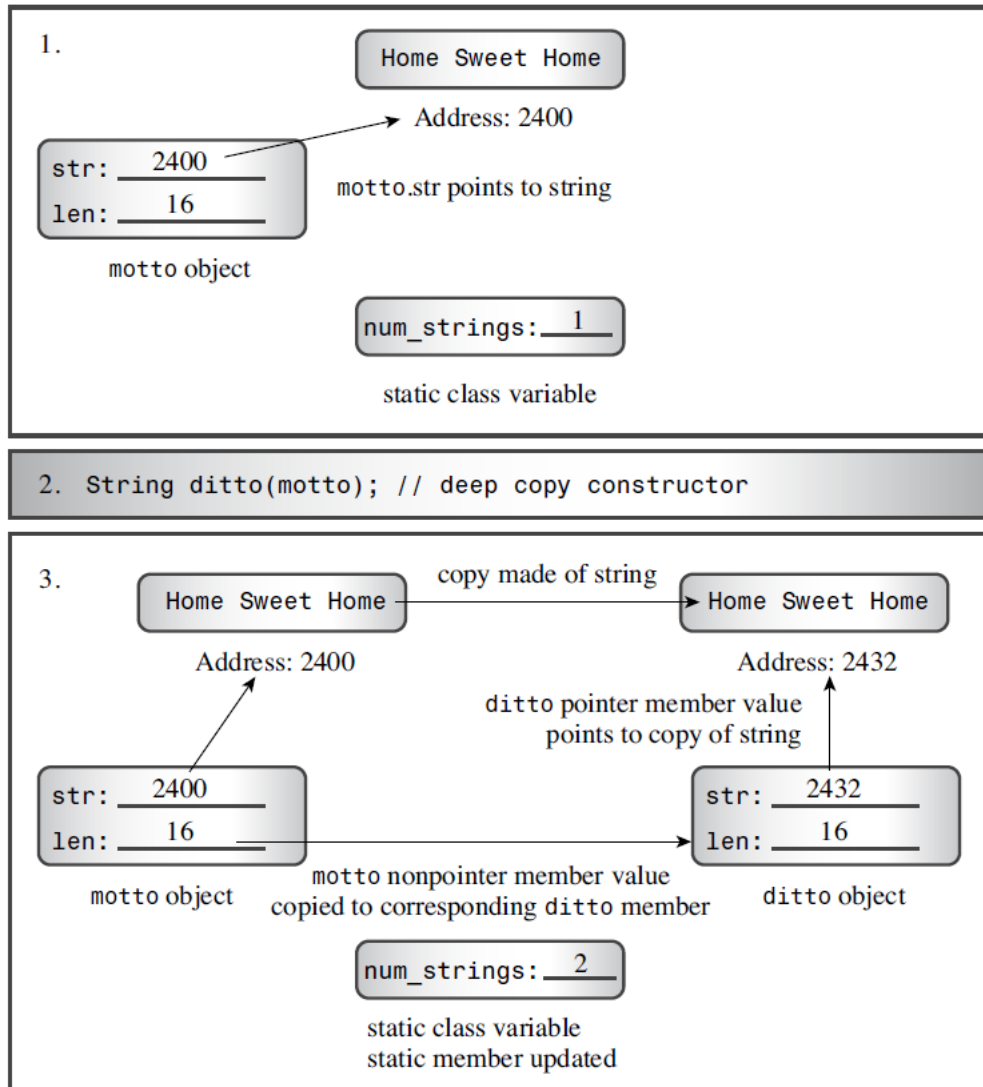 1.
Home Sweet Home
Address: 2400
str: 2400
len: 16
motto.str points to string
motto object
num_strings: 1
static class variable
2. String ditto(motto); // deep copy constructor
3.
copy made of string
Home Sweet Home
Home Sweet Home
Address: 2400
Address: 2432
ditto pointer member value
points to copy of string
str: 2400
len: 16
str: 2432
len: 16
motto object
motto nonpointer member value
copied to corresponding ditto member
ditto object
num_strings: 2
static class variable
static member updated